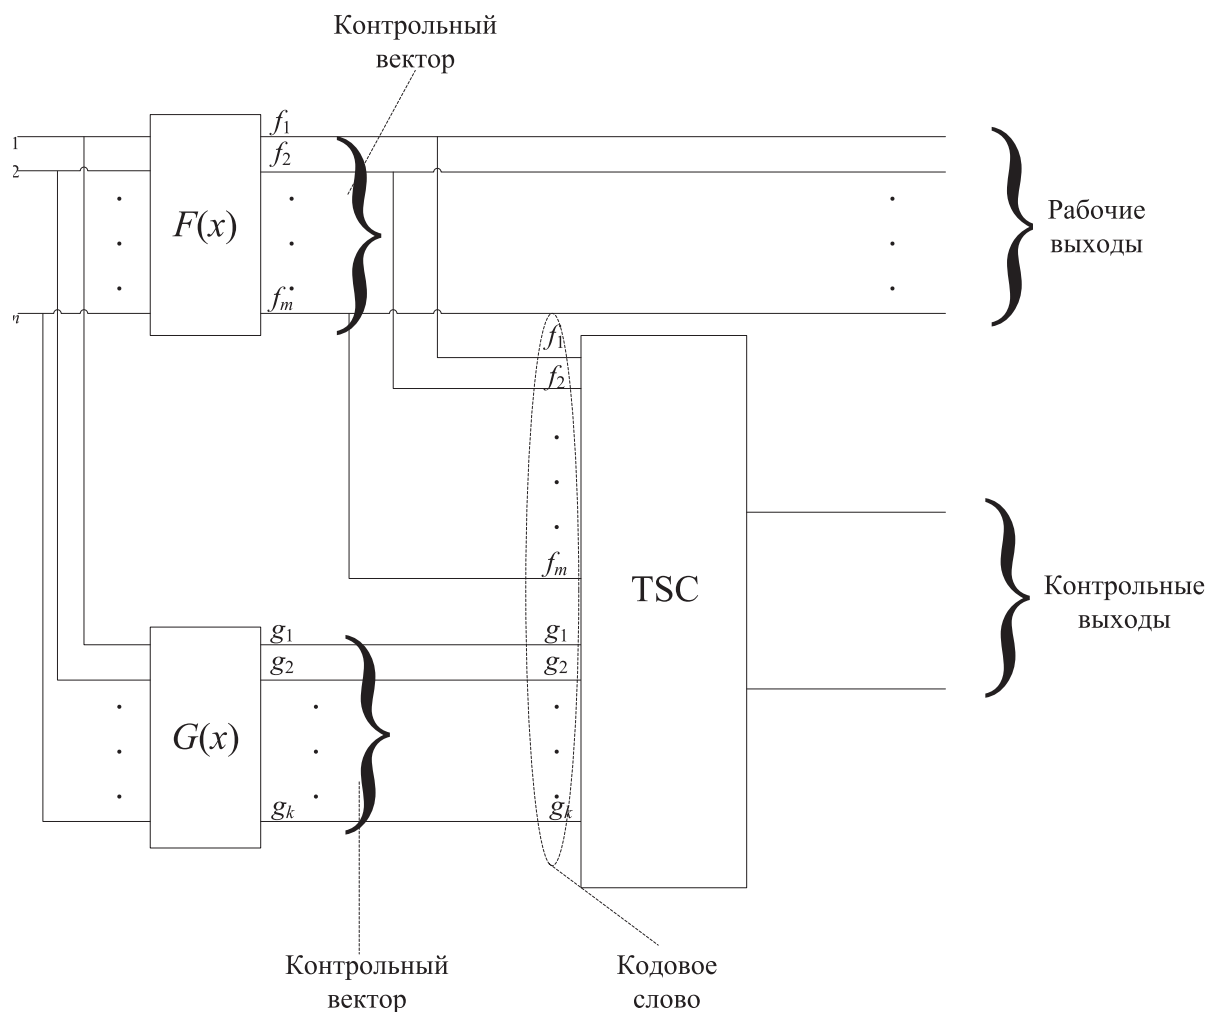 Контрольный
вектор
1
f1
2
f2
F(x)
fm
n
Рабочие
выходы
f1
f2
fm
TSC
Контрольные
выходы
g1
g1
g2
g2
G(x)
gk
gk
Контрольный
вектор
Кодовое
слово